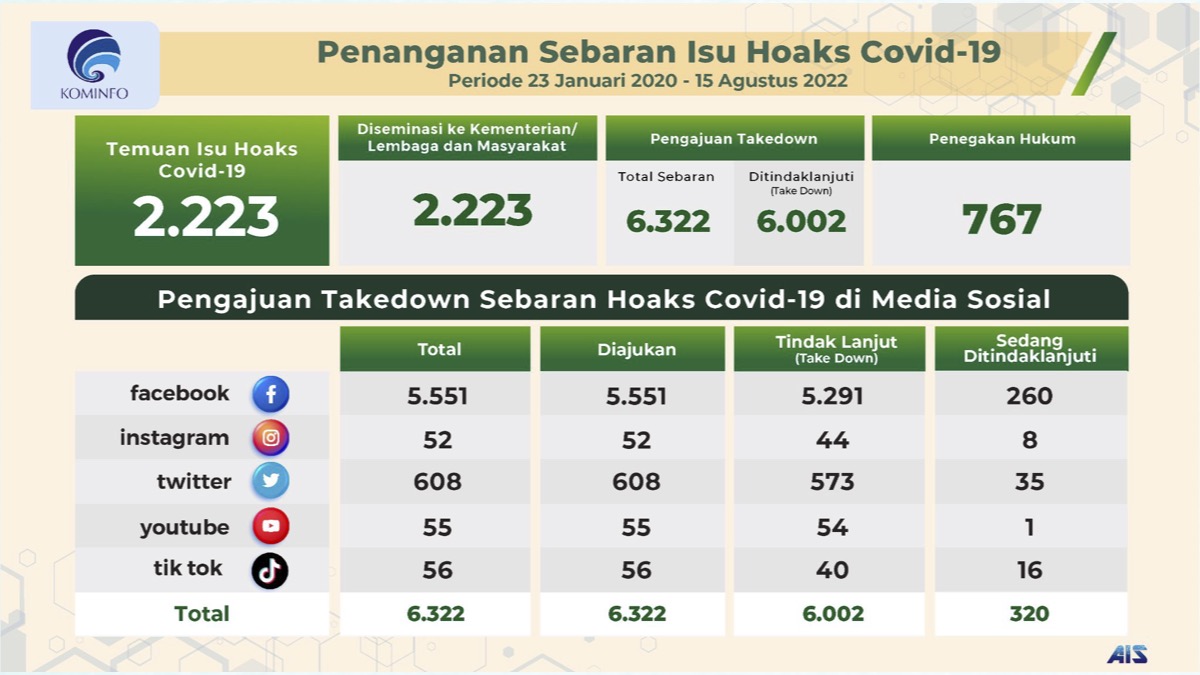 KOMINFO
Penanganan Sebaran Isu Hoaks Covid-19
Periode 23 Januari 2020 - 15 Agustus 2022
Temuan Isu Hoaks
Covid-19
2.223
Diseminasi ke Kementerian/
Lembaga dan Masyarakat
2.223
Pengajuan Takedown
Total Sebaran
6.322
Ditindaklanjuti
(Take Down)
6.002
Penegakan Hukum
767
Pengajuan Takedown Sebaran Hoaks Covid-19 di Media Sosial
Total Diajukan Tindak Lanjut (Take Down) Sedang Ditindaklanjuti
facebook 5.551 5.551 5.291 260
instagram 52 52 44 8
twitter 608 608 573 35
youtube 55 55 54 1
tik tok 56 56 40 16
Total 6.322 6.322 6.002 320
AIS